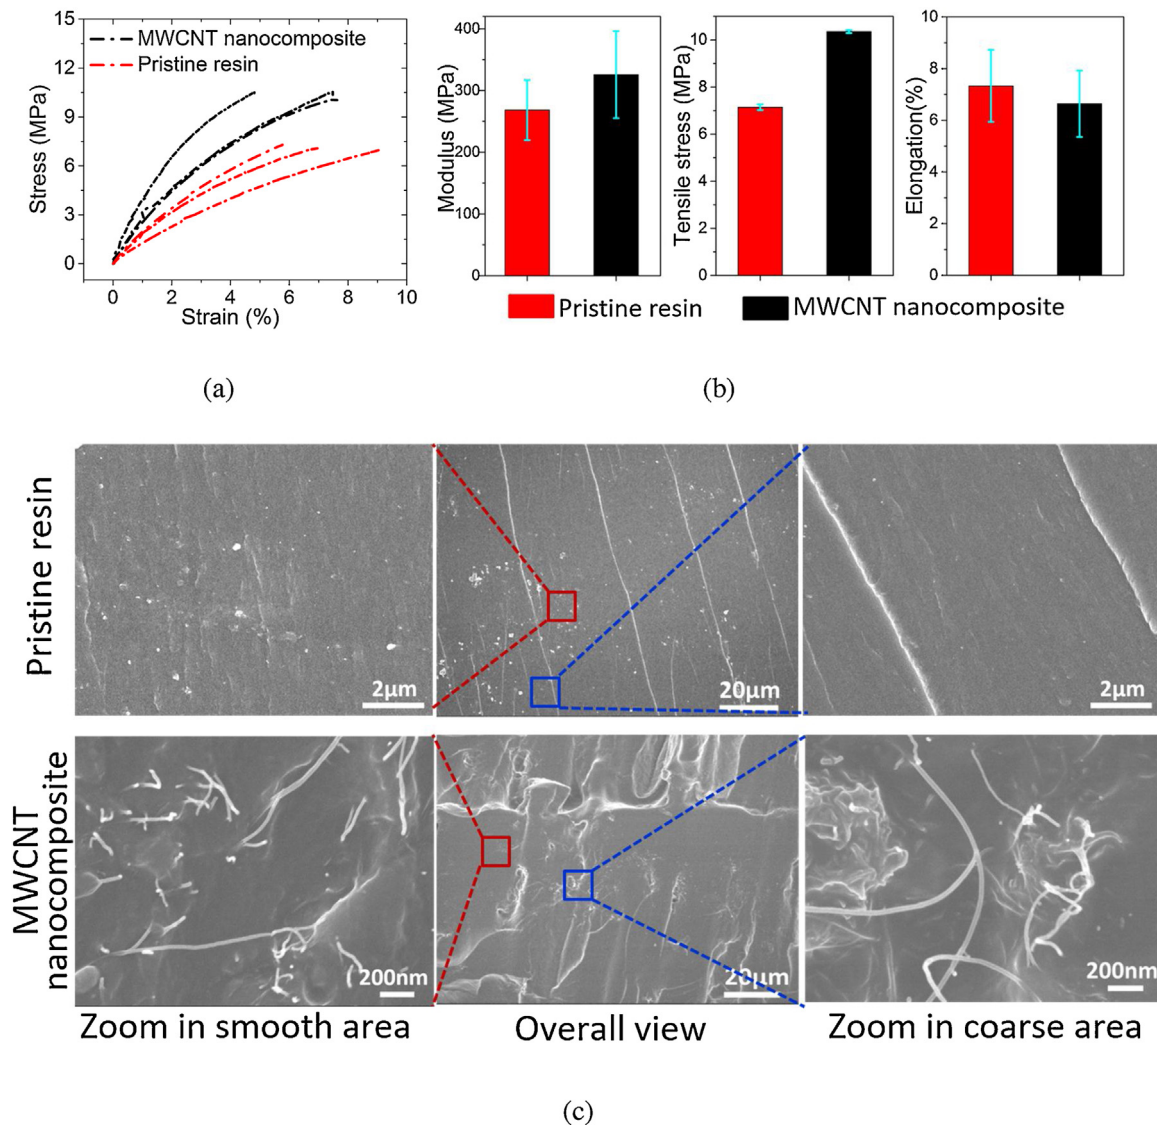 15
12
9
6
3
0
Stress (MPa)
MWCNT nanocomposite
Pristine resin
0 2 4 6 8 10
Strain (%)
(a)
400
300
200
100
0
Modulus (MPa)
10
8
6
4
2
0
Tensile stress (MPa)
10%
8%
6%
4%
2%
0%
Elongation(%)
Pristine resin
MWCNT nanocomposite
(b)
Pristine resin
2μm
20μm
2μm
MWCNT
nanocomposite
200nm
20μm
200nm
Zoom in smooth area
Overall view
Zoom in coarse area
(c)